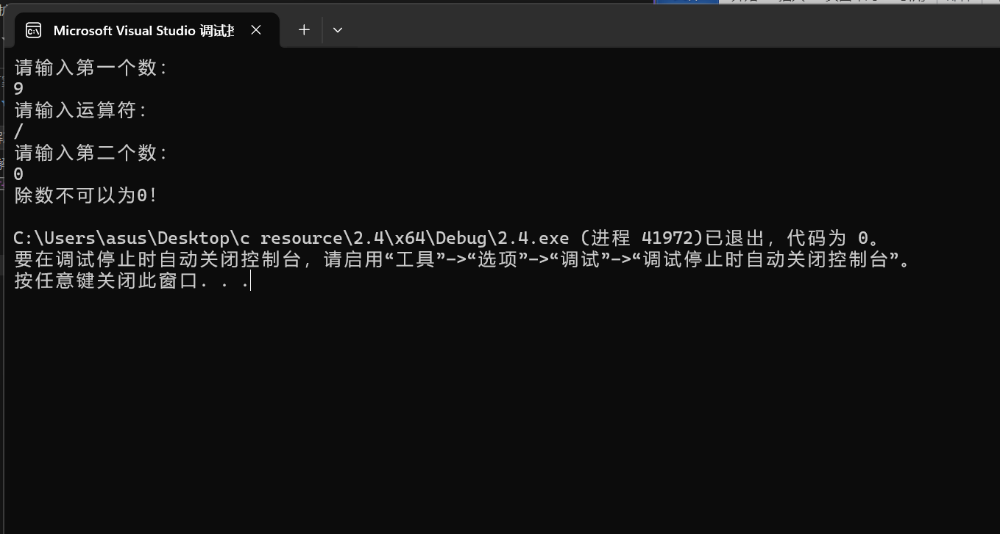 Microsoft Visual Studio 调试
请输入第一个数:
9
请输入运算符:
/
请输入第二个数:
0
除数不可以为0!
C:\Users\asus\Desktop\c resource\2.4\x64\Debug\2.4.exe (进程 41972)已退出，代码为 0。
要在调试停止时自动关闭控制台，请启用“工具”->“选项”->“调试”->“调试停止时自动关闭控制台”。
按任意键关闭此窗口. . .